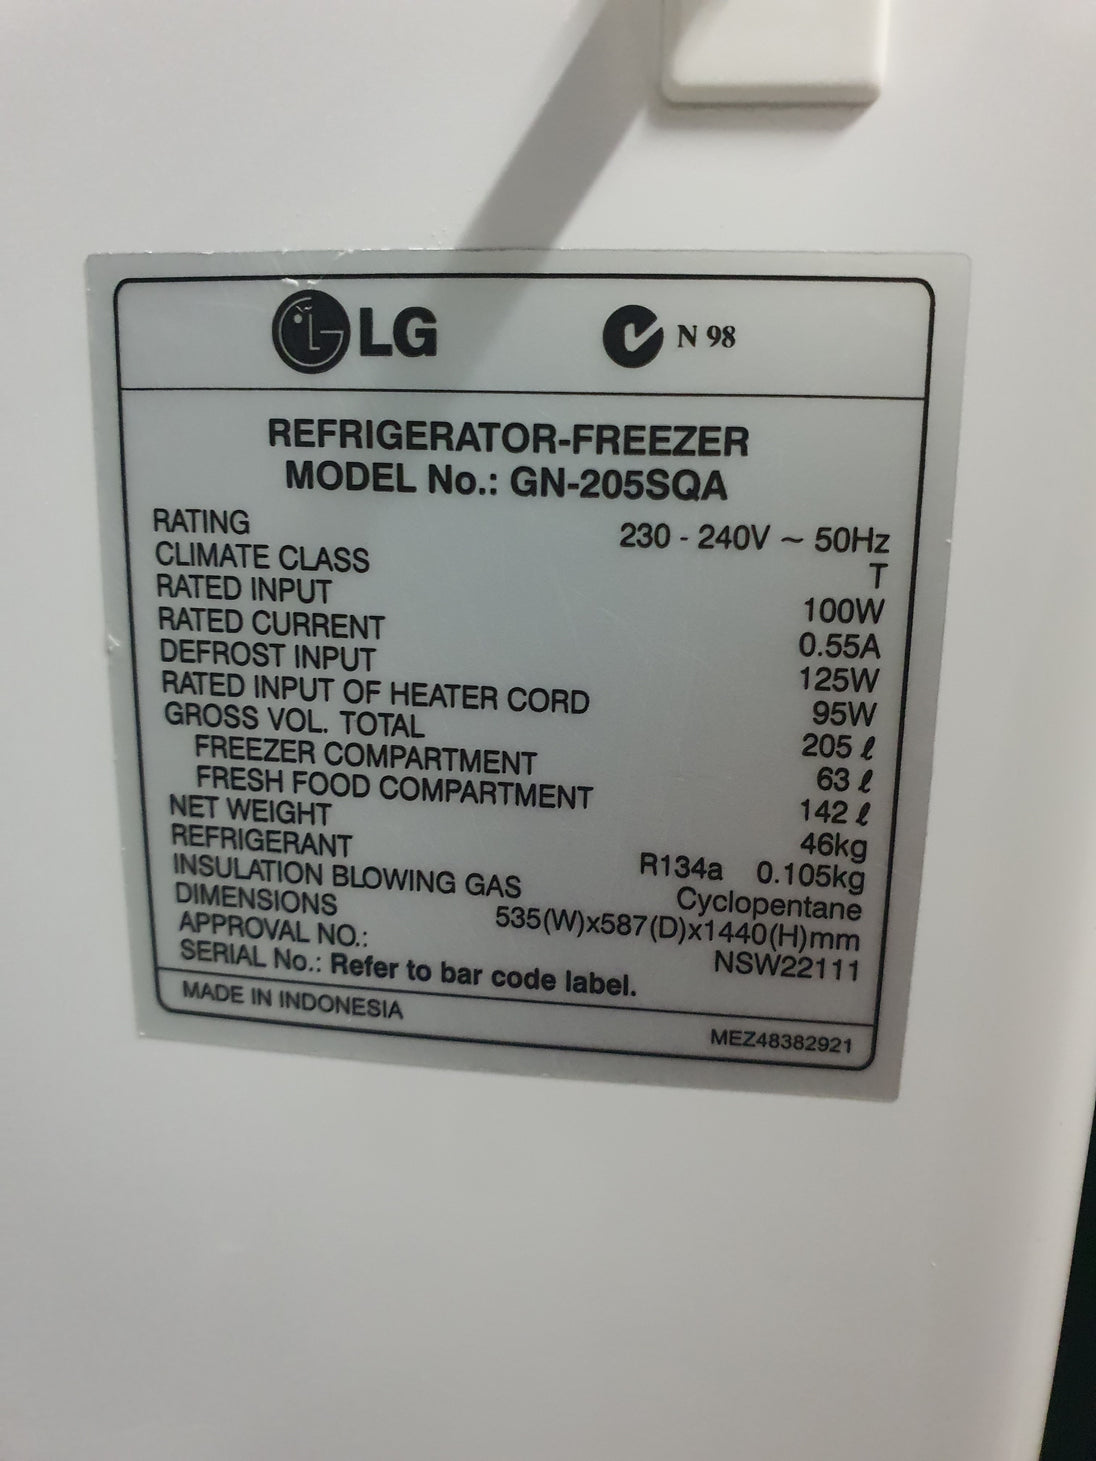 LG N 98
REFRIGERATOR-FREEZER
MODEL No.: GN-205SQA
RATING 230 - 240V ~ 50Hz
CLIMATE CLASS T
RATED INPUT 100W
RATED CURRENT 0.55A
DEFROST INPUT 125W
RATED INPUT OF HEATER CORD 95W
GROSS VOL. TOTAL 205 ℓ
FREEZER COMPARTMENT 63 ℓ
FRESH FOOD COMPARTMENT 142 ℓ
NET WEIGHT 46kg
REFRIGERANT R134a 0.105kg
INSULATION BLOWING GAS Cyclopentane
DIMENSIONS 535(W)x587(D)x1440(H)mm
APPROVAL NO.: NSW22111
SERIAL No.: Refer to bar code label.
MADE IN INDONESIA MEZ48382921